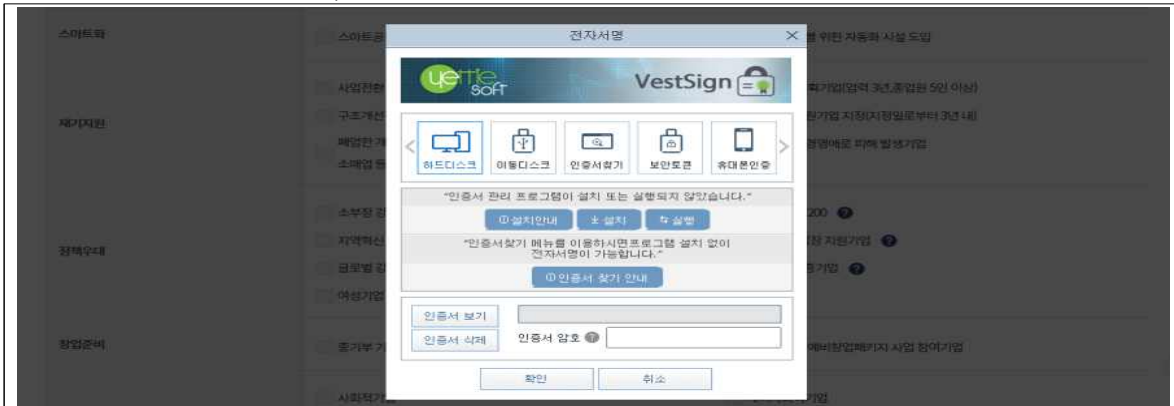 스마트화
스마트공
를 위한 자동화 시설 도입
사업전환
회기업(업력 3년,종업원 5인 이상)
재기지원
구조개선
원기업 지정(지정일로부터 3년 내)
폐업한 개
경영애로 피해 발생기업
소매업 등
소부장 강
200 ?
정책우대
지역혁신
장 지원기업 ?
글로벌 강
중기업 ?
여성기업
창업준비
중기부 기
예비창업패키지 사업 참여기업
사회적기업
전자서명 ×
yettie soft
VestSign
< 하드디스크 이동디스크 인증서찾기 보안토큰 휴대폰인증 >
"인증서 관리 프로그램이 설치 또는 실행되지 않았습니다."
설치안내 설치 실행
"인증서찾기 메뉴를 이용하시면프로그램 설치 없이
전자서명이 가능합니다."
인증서 찾기 안내
인증서 보기
인증서 삭제 인증서 암호 ?
확인 취소